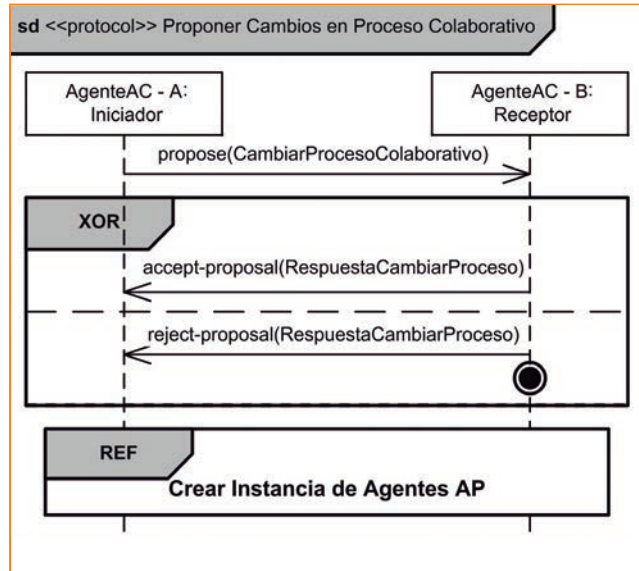 sd <<protocol>> Proponer Cambios en Proceso Colaborativo
AgenteAC - A:
Iniciador
AgenteAC - B:
Receptor
propose(CambiarProcesoColaborativo)
XOR
accept-proposal(RespuestaCambiarProceso)
reject-proposal(RespuestaCambiarProceso)
REF
Crear Instancia de Agentes AP